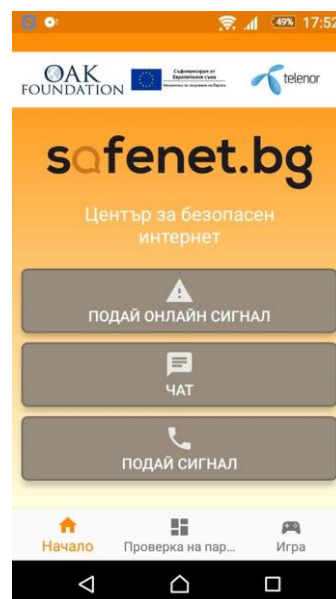 49% 17:52
OAK
FOUNDATION
Съфинансиран от
Европейския съюз
telenor
safenet.bg
Център за безопасен
интернет
ПОДАЙ ОНЛАЙН СИГНАЛ
ЧАТ
ПОДАЙ СИГНАЛ
Начало
Проверка на пар...
Игра